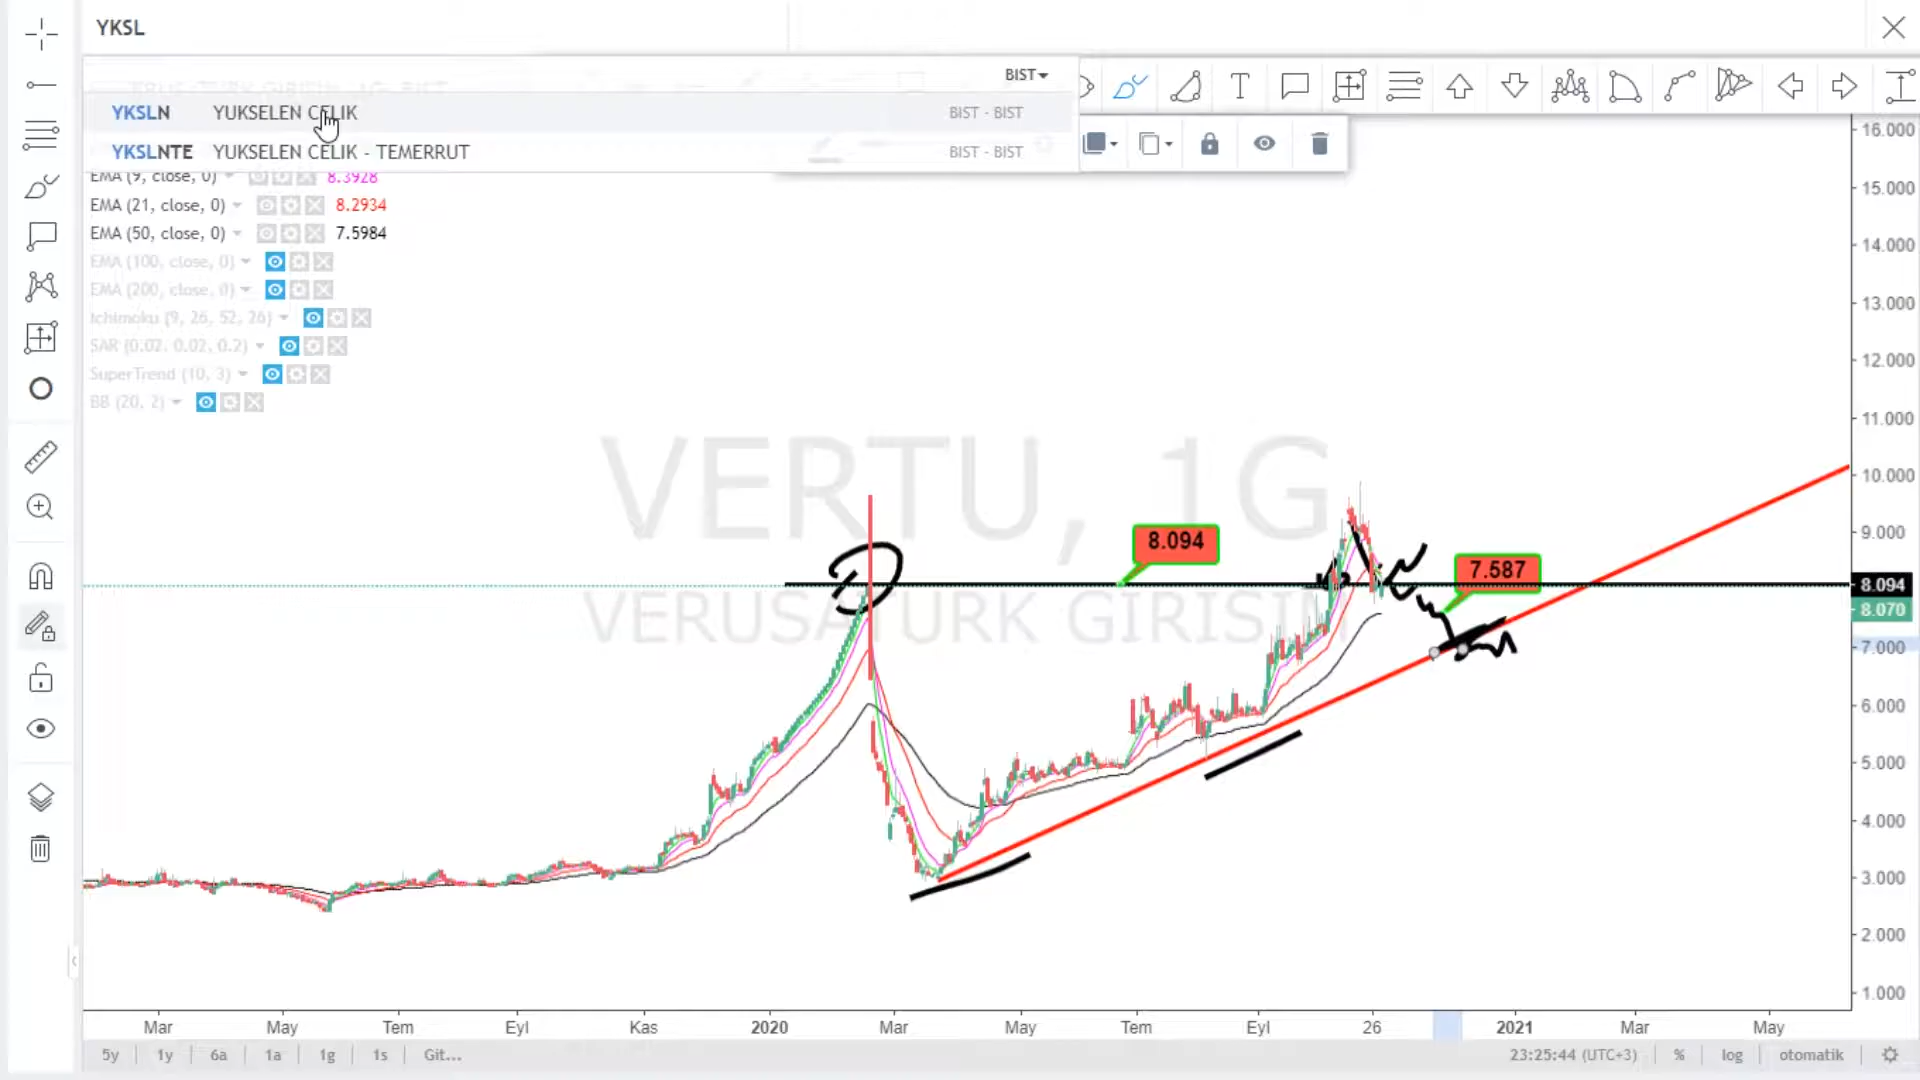 YKSL
BIST
YKSLN YUKSELEN CELIK BIST - BIST
YKSLNTE YUKSELEN CELIK - TEMERRUT BIST - BIST
EMA (9, close, 0) 8.3928
EMA (21, close, 0) 8.2934
EMA (50, close, 0) 7.5984
EMA (100, close, 0)
EMA (200, close, 0)
Ichimoku (9, 26, 52, 26)
SAR (0.02, 0.02, 0.2)
SuperTrend (10, 3)
BB (20, 2)
VERTU, 1G
VERUSATURK GIRISIM
8.094
7.587
16.000
15.000
14.000
13.000
12.000
11.000
10.000
9.000
8.094
8.070
7.000
6.000
5.000
4.000
3.000
2.000
1.000
Mar May Tem Eyl Kas 2020 Mar May Tem Eyl 26 2021 Mar May
5y 1y 6a 1a 1g 1s Git... 23:25:44 (UTC+3) % log otomatik